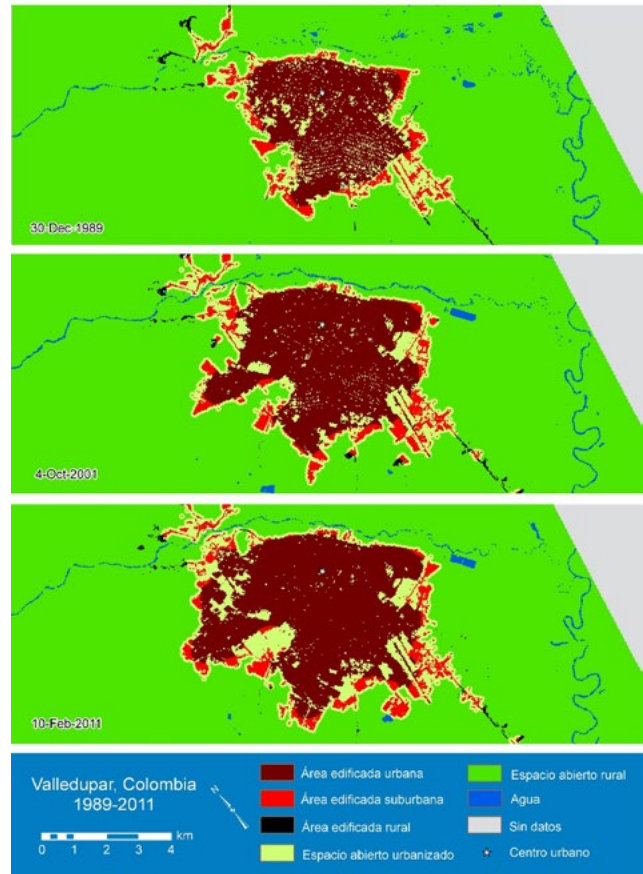 30-Dec-1989
4-Oct-2001
10-Feb-2011
Valledupar, Colombia
1989-2011
N
km
0 1 2 3 4
Área edificada urbana
Área edificada suburbana
Área edificada rural
Espacio abierto urbanizado
Espacio abierto rural
Agua
Sin datos
Centro urbano